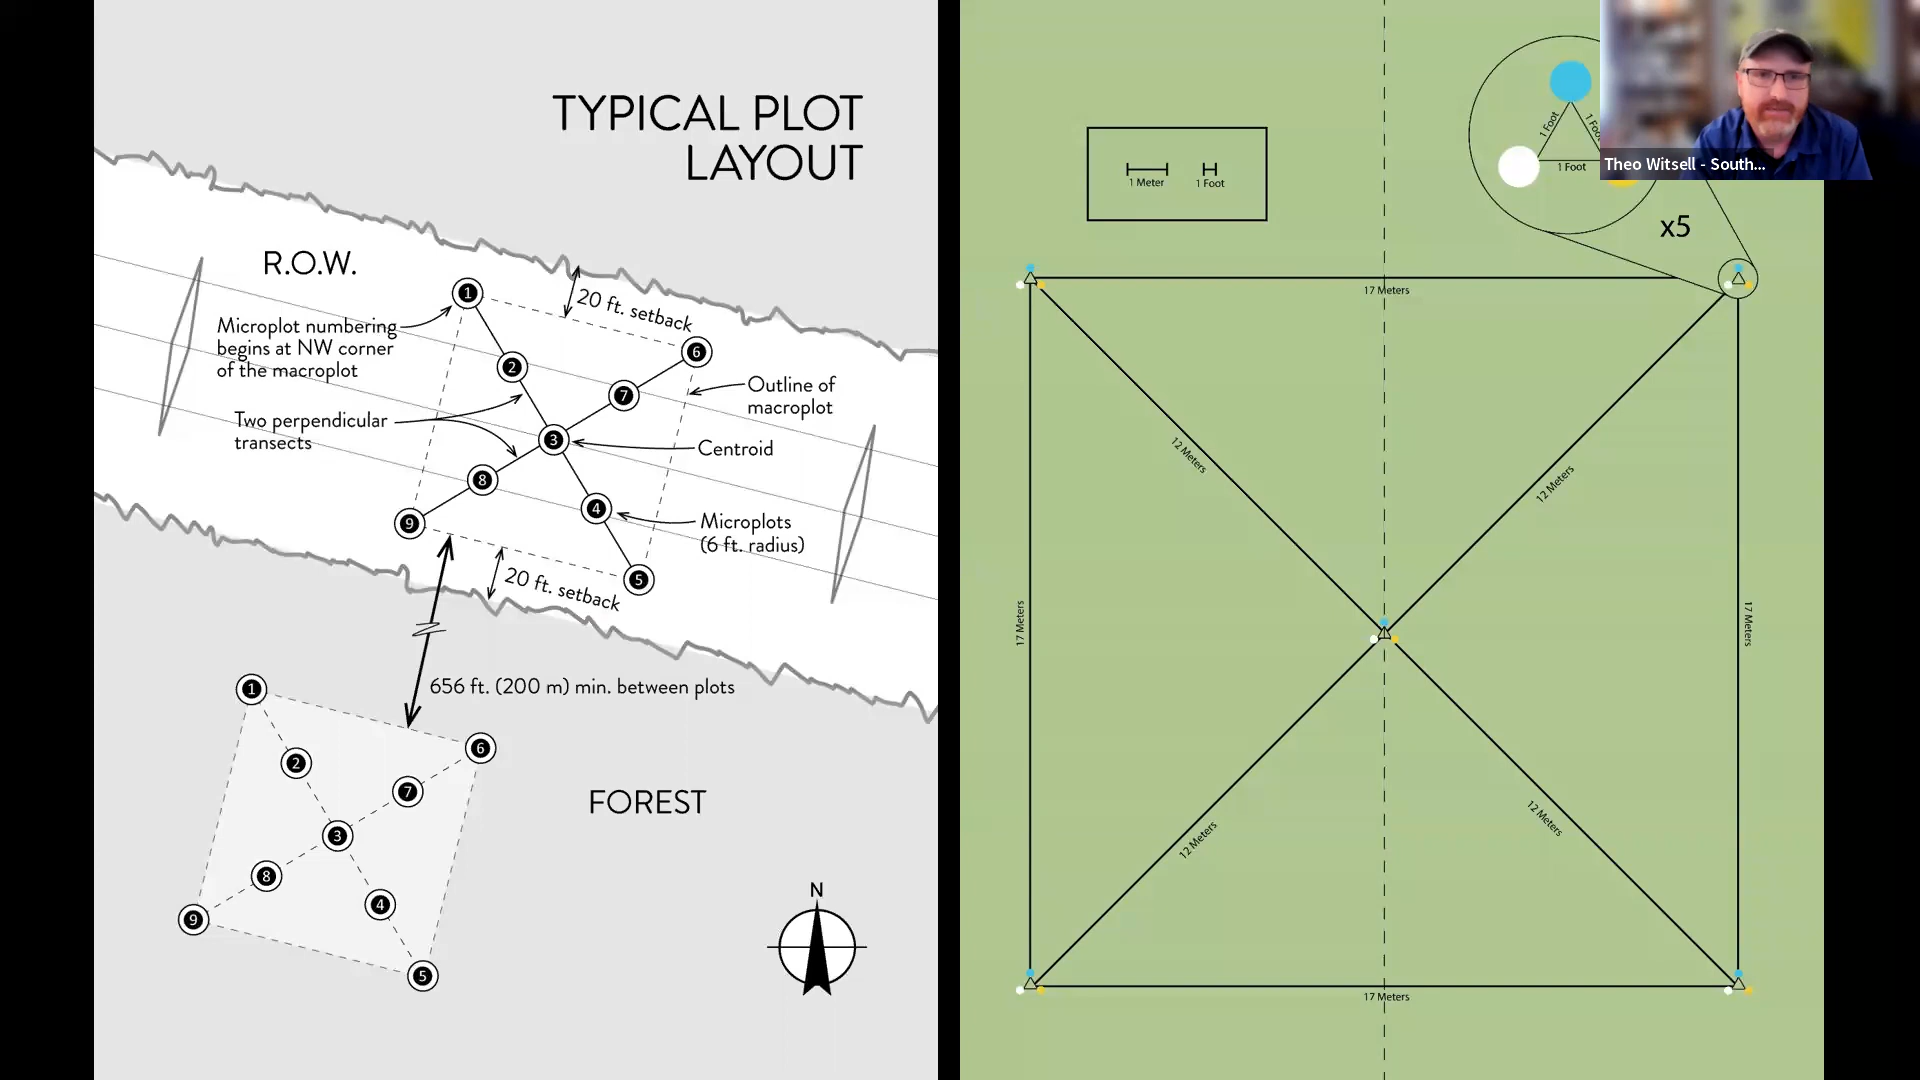 TYPICAL PLOT
LAYOUT
R.O.W.
1
20 ft. setback
Microplot numbering
begins at NW corner
of the macroplot
6
2
7
Outline of
macroplot
Two perpendicular
transects
3
Centroid
8
9
4
Microplots
(6 ft. radius)
5
20 ft. setback
656 ft. (200 m) min. between plots
1
6
2
7
FOREST
3
8
4
9
5
N
1 Meter
1 Foot
1 Foot
1 Foot
1 Foot
x5
Theo Witsell - South...
17 Meters
12 Meters
12 Meters
17 Meters
17 Meters
12 Meters
12 Meters
17 Meters